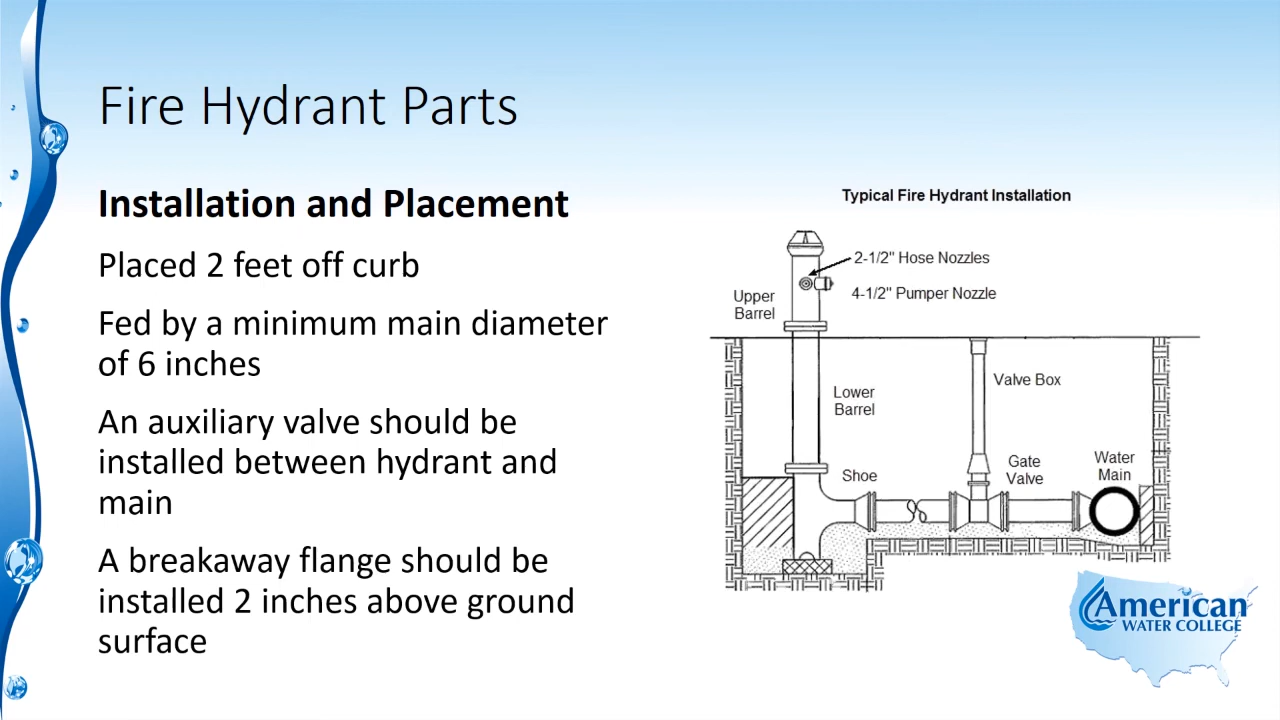 Fire Hydrant Parts
Installation and Placement
Placed 2 feet off curb
Fed by a minimum main diameter
of 6 inches
An auxiliary valve should be
installed between hydrant and
main
A breakaway flange should be
installed 2 inches above ground
surface
Typical Fire Hydrant Installation
2-1/2" Hose Nozzles
4-1/2" Pumper Nozzle
Upper
Barrel
Valve Box
Lower
Barrel
Shoe
Gate
Valve
Water
Main
American
WATER COLLEGE